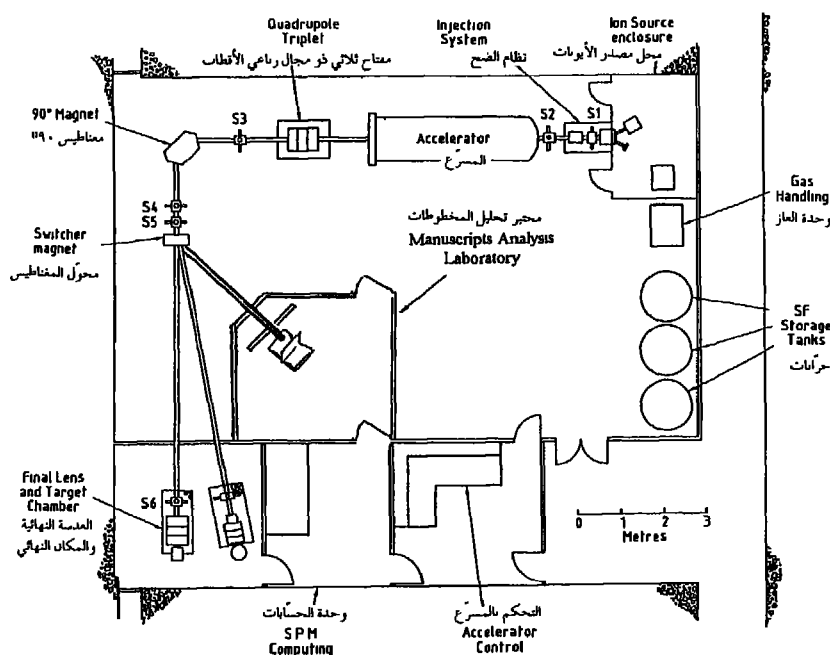 Quadrupole
Triplet
مفتاح ثلاثي ذو مجال رباعي الأقطاب
Injection
System
نظام الضخ
Ion Source
enclosure
محل مصدر الأيونات
90° Magnet
مغناطيس ٩٠°
S3
S2
S1
Accelerator
المسرّع
S4
S5
Switcher
magnet
محوّل المغناطيس
مختبر تحليل المخطوطات
Manuscripts Analysis
Laboratory
Gas
Handling
وحدة الغاز
SF
Storage
Tanks
خزانات
Final Lens
and Target
Chamber
العدسة النهائية
والمكان النهائي
S6
0 1 2 3
Metres
وحدة الحسابات
SPM
Computing
التحكم بالمسرّع
Accelerator
Control